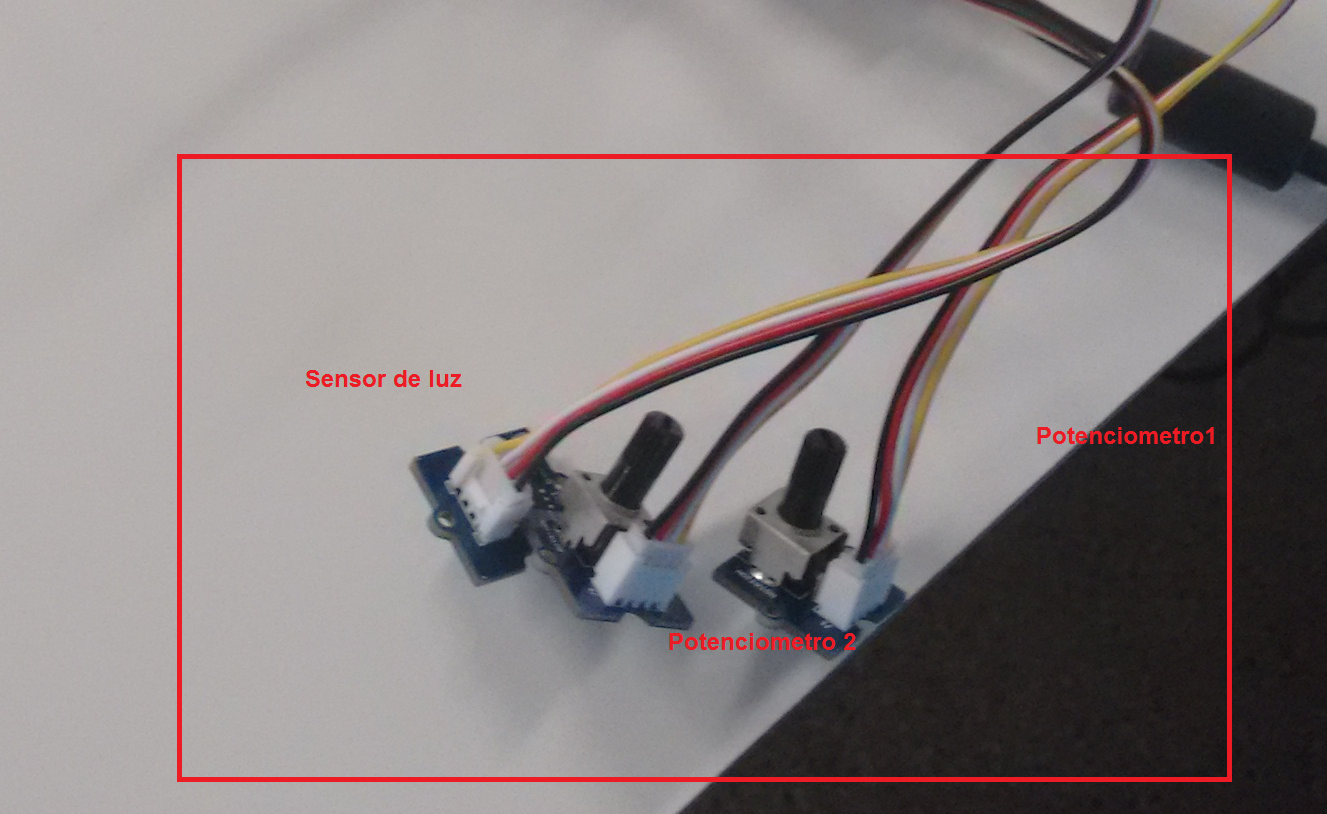 Sensor de luz
Potenciometro1
Potenciometro 2